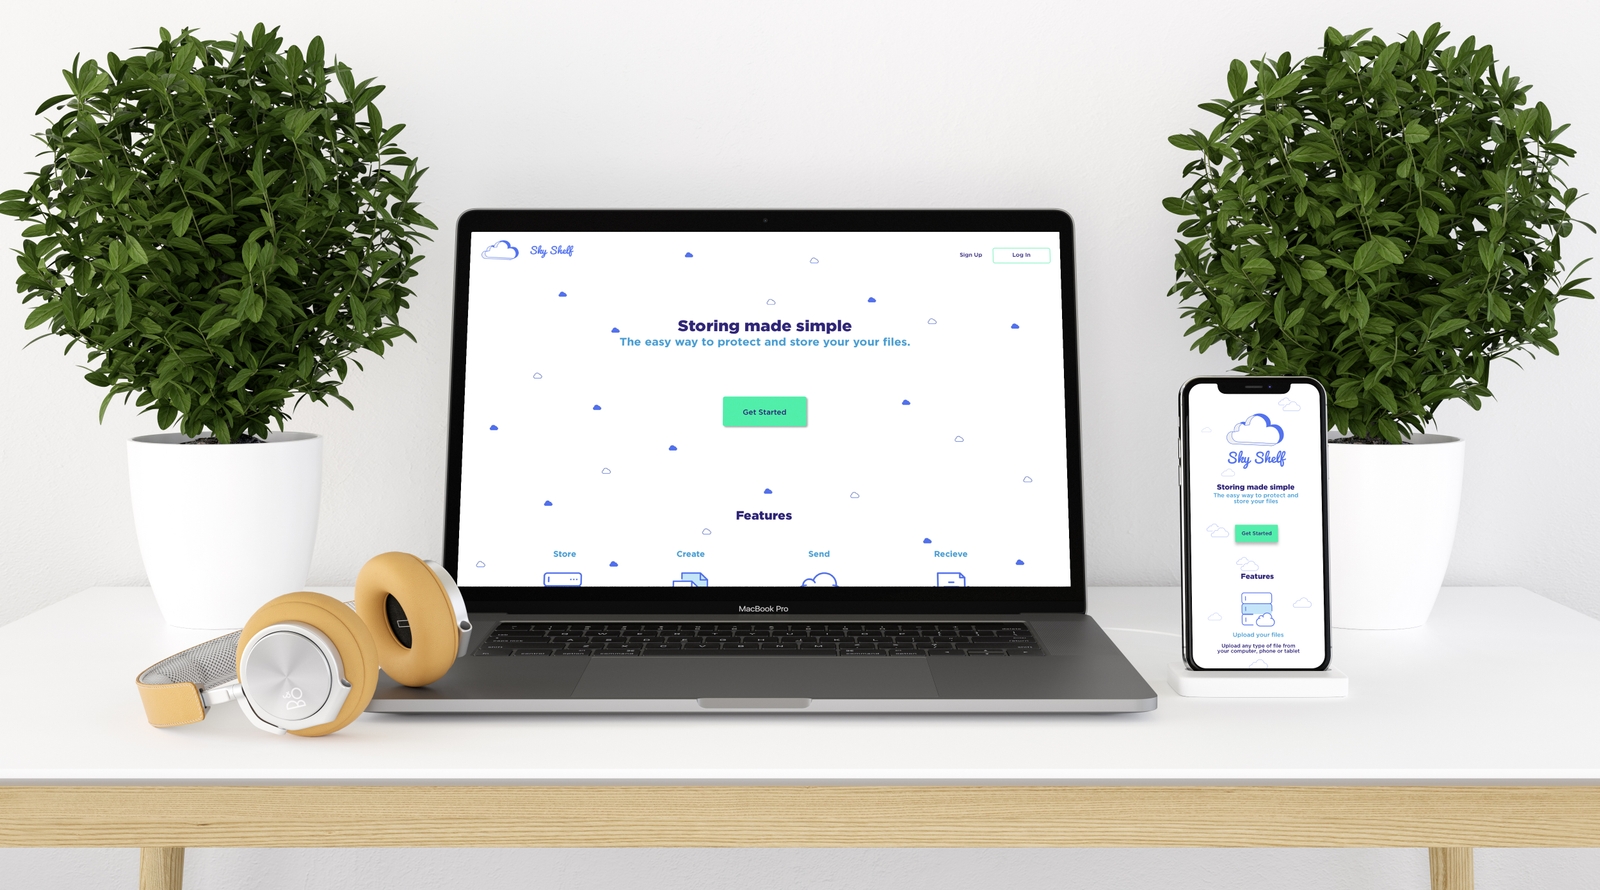 Sky Shelf
Sign Up
Log In
Storing made simple
The easy way to protect and store your your files.
Get Started
Features
Store
Create
Send
Recieve
MacBook Pro
Sky Shelf
Storing made simple
The easy way to protect and
store your files
Get Started
Features
Upload your files
Upload any type of file from
your computer, phone or tablet
B&O